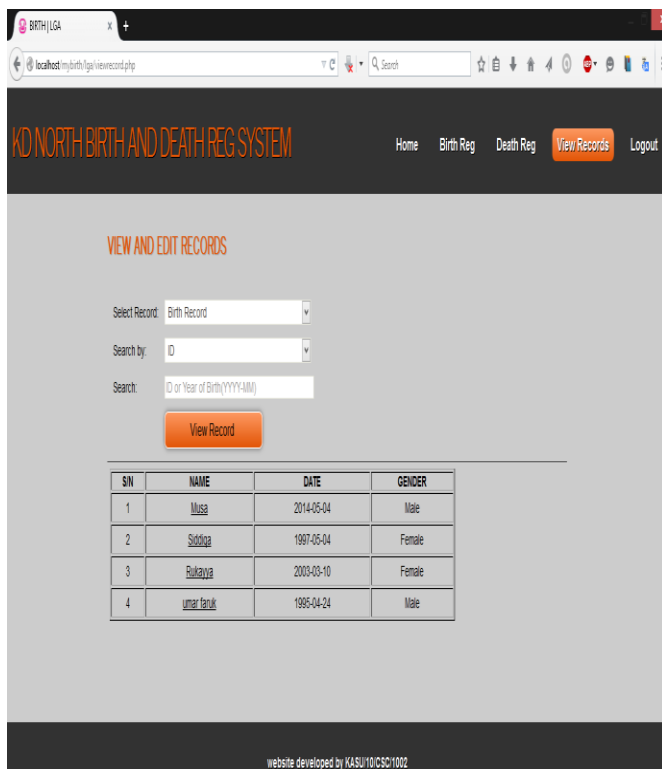 BIRTH | LGA x +
localhost/mybirth/lga/viewrecord.php Search
KD NORTH BIRTH AND DEATH REG SYSTEM Home Birth Reg Death Reg View Records Logout
VIEW AND EDIT RECORDS
Select Record: Birth Record
Search by: ID
Search: ID or Year of Birth(YYYY-MM)
View Record
S/N NAME DATE GENDER
1 Musa 2014-05-04 Male
2 Siddiqa 1997-05-04 Female
3 Rukayya 2003-03-10 Female
4 umar faruk 1995-04-24 Male
website developed by KASU/10/CSC/1002